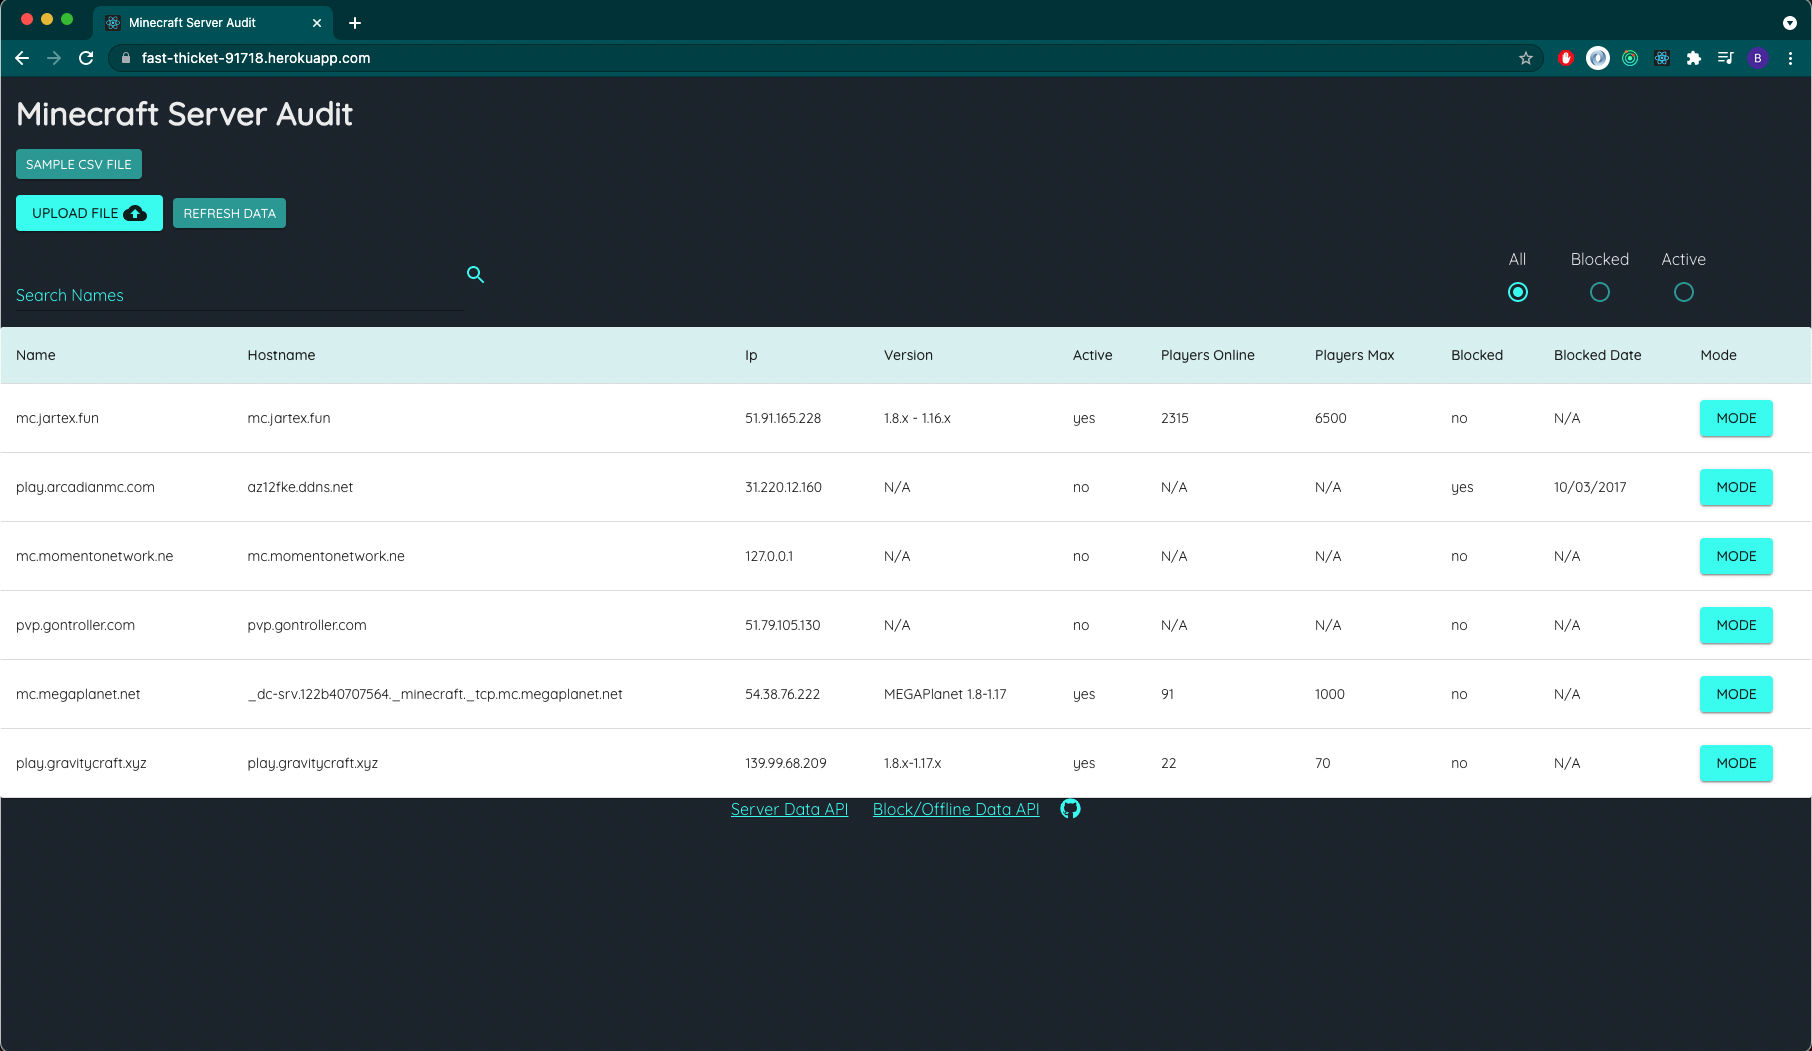 Minecraft Server Audit
fast-thicket-91718.herokuapp.com
B
Minecraft Server Audit
SAMPLE CSV FILE
UPLOAD FILE REFRESH DATA
All Blocked Active
Search Names
Name Hostname Ip Version Active Players Online Players Max Blocked Blocked Date Mode
mc.jartex.fun mc.jartex.fun 51.91.165.228 1.8.x - 1.16.x yes 2315 6500 no N/A MODE
play.arcadianmc.com az12fke.ddns.net 31.220.12.160 N/A no N/A N/A yes 10/03/2017 MODE
mc.momentonetwork.ne mc.momentonetwork.ne 127.0.0.1 N/A no N/A N/A no N/A MODE
pvp.gontroller.com pvp.gontroller.com 51.79.105.130 N/A no N/A N/A no N/A MODE
mc.megaplanet.net _dc-srv.122b40707564._minecraft._tcp.mc.megaplanet.net 54.38.76.222 MEGAPlanet 1.8-1.17 yes 91 1000 no N/A MODE
play.gravitycraft.xyz play.gravitycraft.xyz 139.99.68.209 1.8.x-1.17.x yes 22 70 no N/A MODE
Server Data API Block/Offline Data API